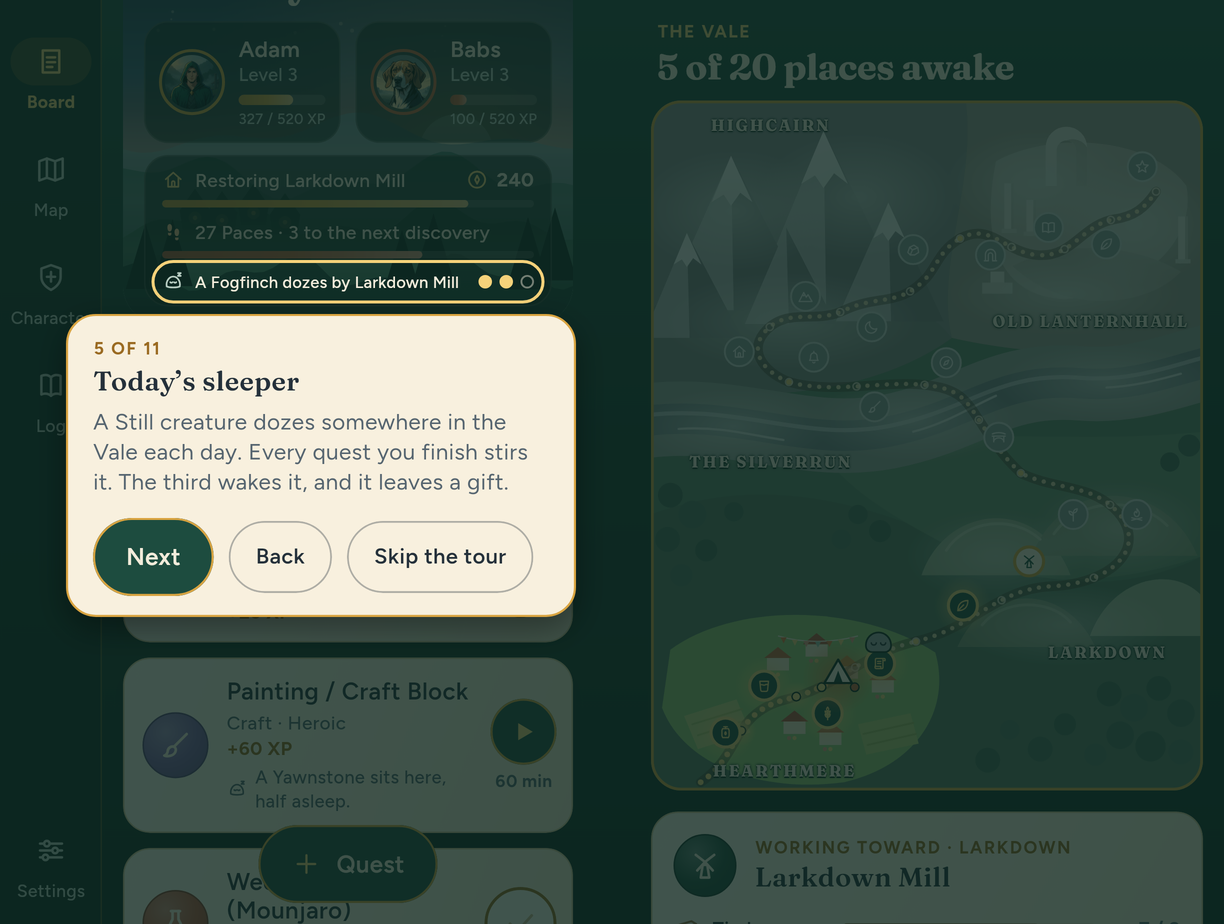 Board
Map
Characte
Log
Settings
Adam
Level 3
327 / 520 XP
Babs
Level 3
100 / 520 XP
Restoring Larkdown Mill
240
27 Paces · 3 to the next discovery
A Fogfinch dozes by Larkdown Mill
5 OF 11
Today’s sleeper
A Still creature dozes somewhere in the
Vale each day. Every quest you finish stirs
it. The third wakes it, and it leaves a gift.
Next
Back
Skip the tour
Painting / Craft Block
Craft · Heroic
+60 XP
A Yawnstone sits here,
half asleep.
60 min
Quest
(Mounjaro)
THE VALE
5 of 20 places awake
HIGHCAIRN
OLD LANTERNHALL
THE SILVERRUN
LARKDOWN
HEARTHMERE
WORKING TOWARD · LARKDOWN
Larkdown Mill